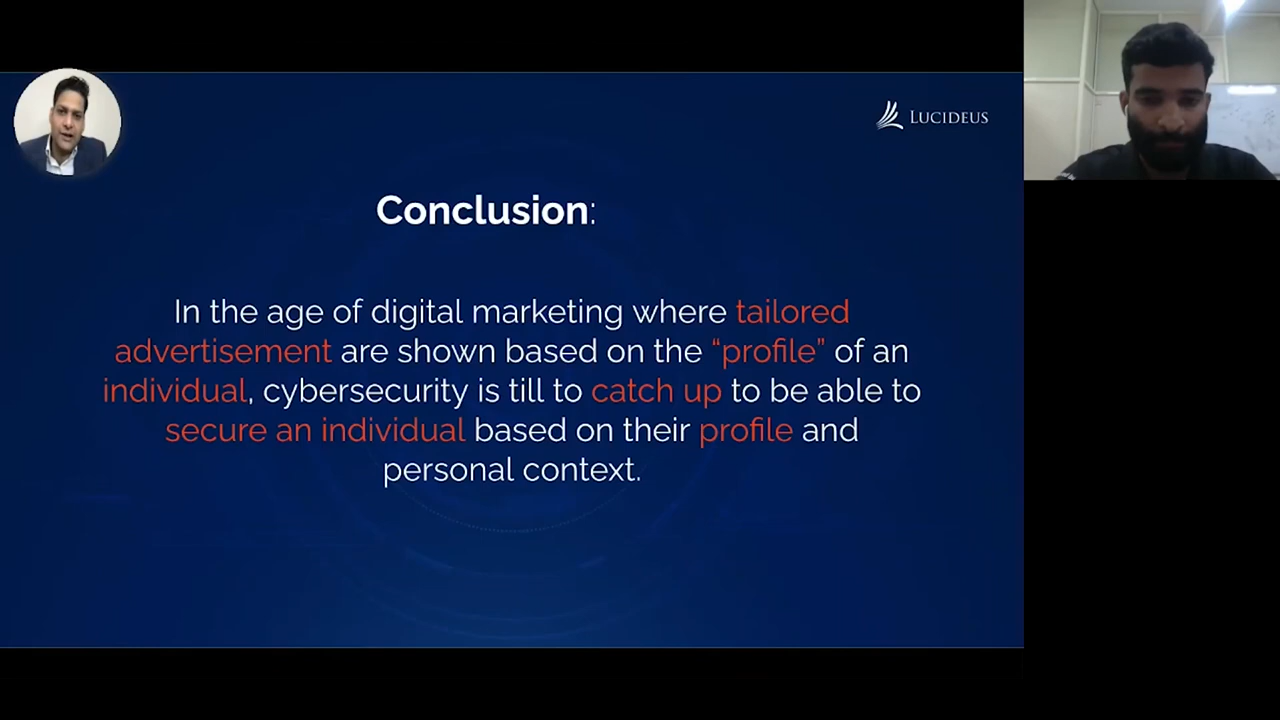 LUCIDEUS
Conclusion:
In the age of digital marketing where tailored
advertisement are shown based on the “profile” of an
individual, cybersecurity is till to catch up to be able to
secure an individual based on their profile and
personal context.